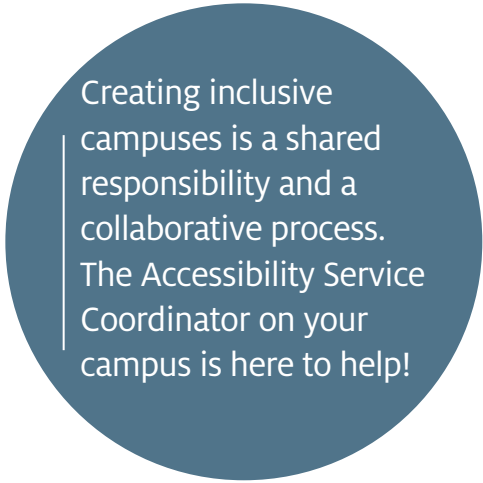 Creating inclusive
campuses is a shared
responsibility and a
collaborative process.
The Accessibility Service
Coordinator on your
campus is here to help!